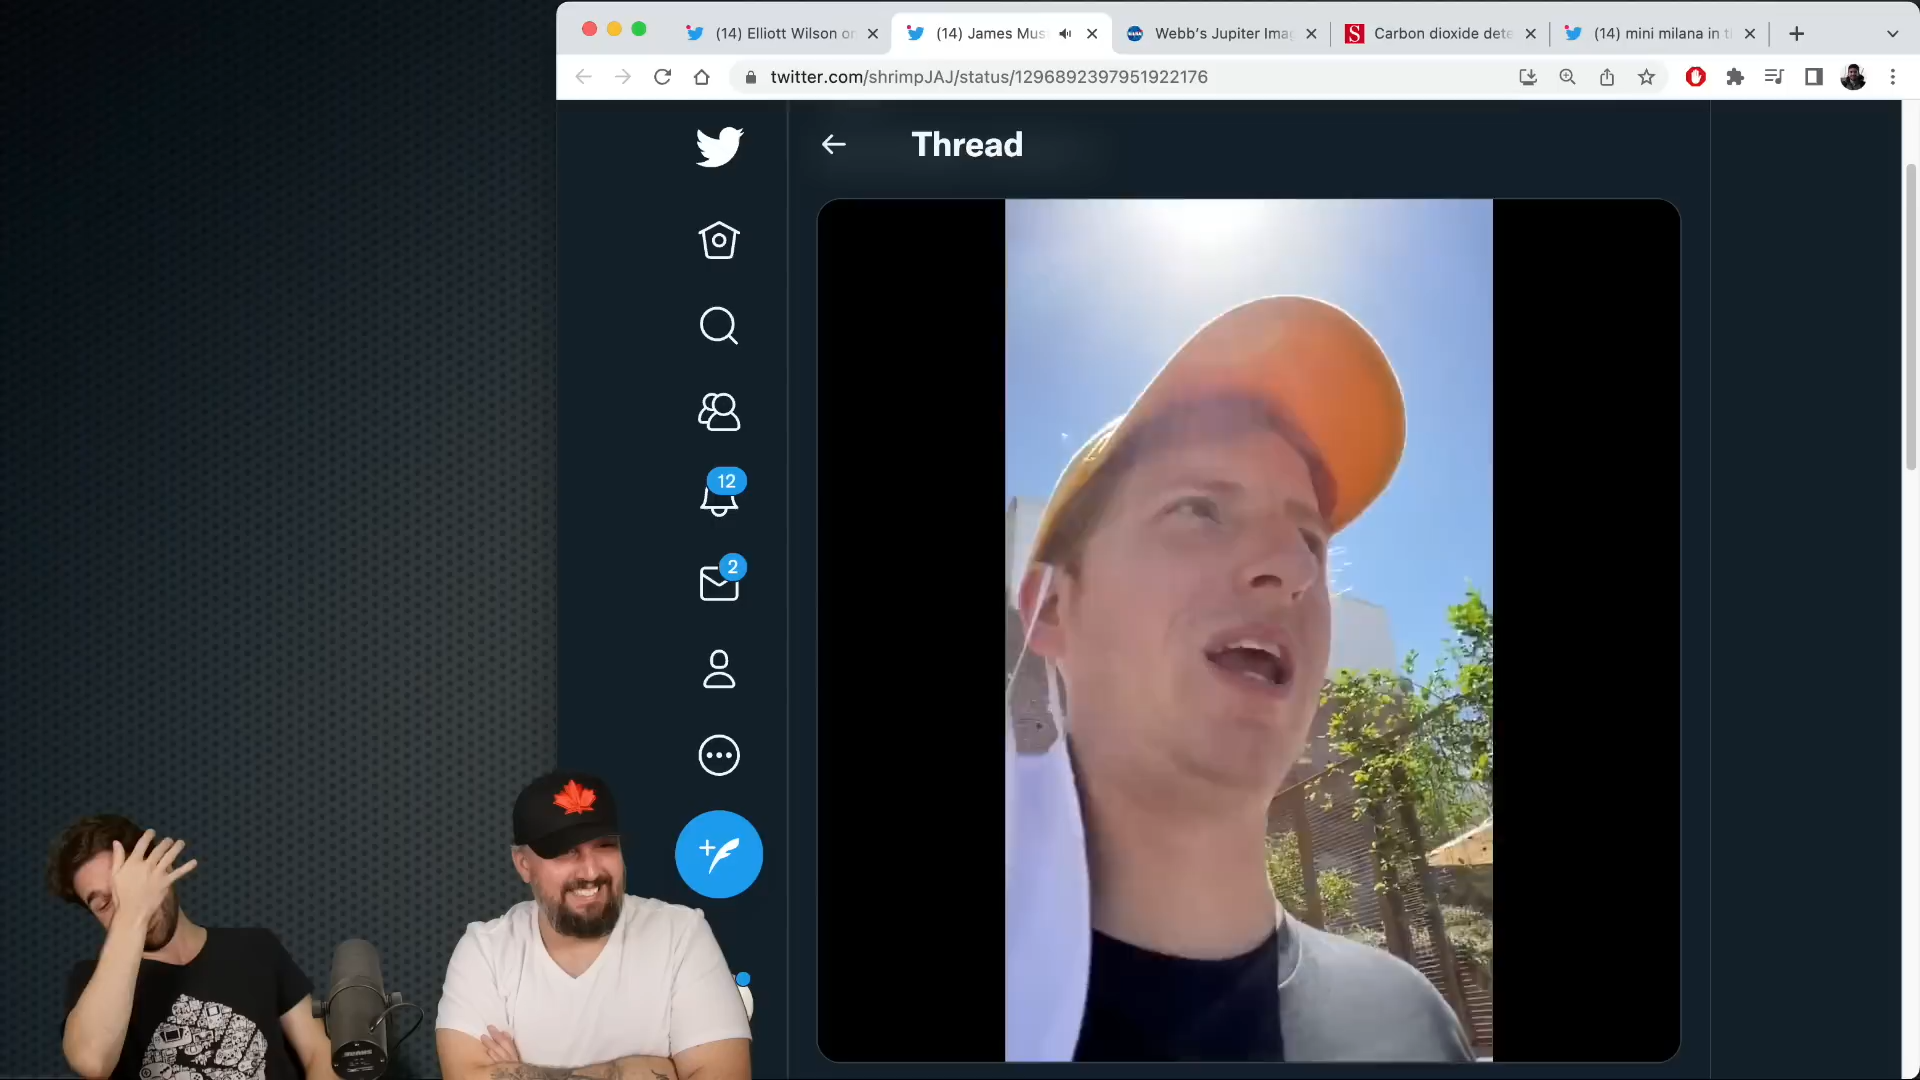 (14) Elliott Wilson or
(14) James Mus
Webb's Jupiter Ima
Carbon dioxide dete
(14) mini milana in t
twitter.com/shrimpJAJ/status/1296892397951922176
Thread
12
2